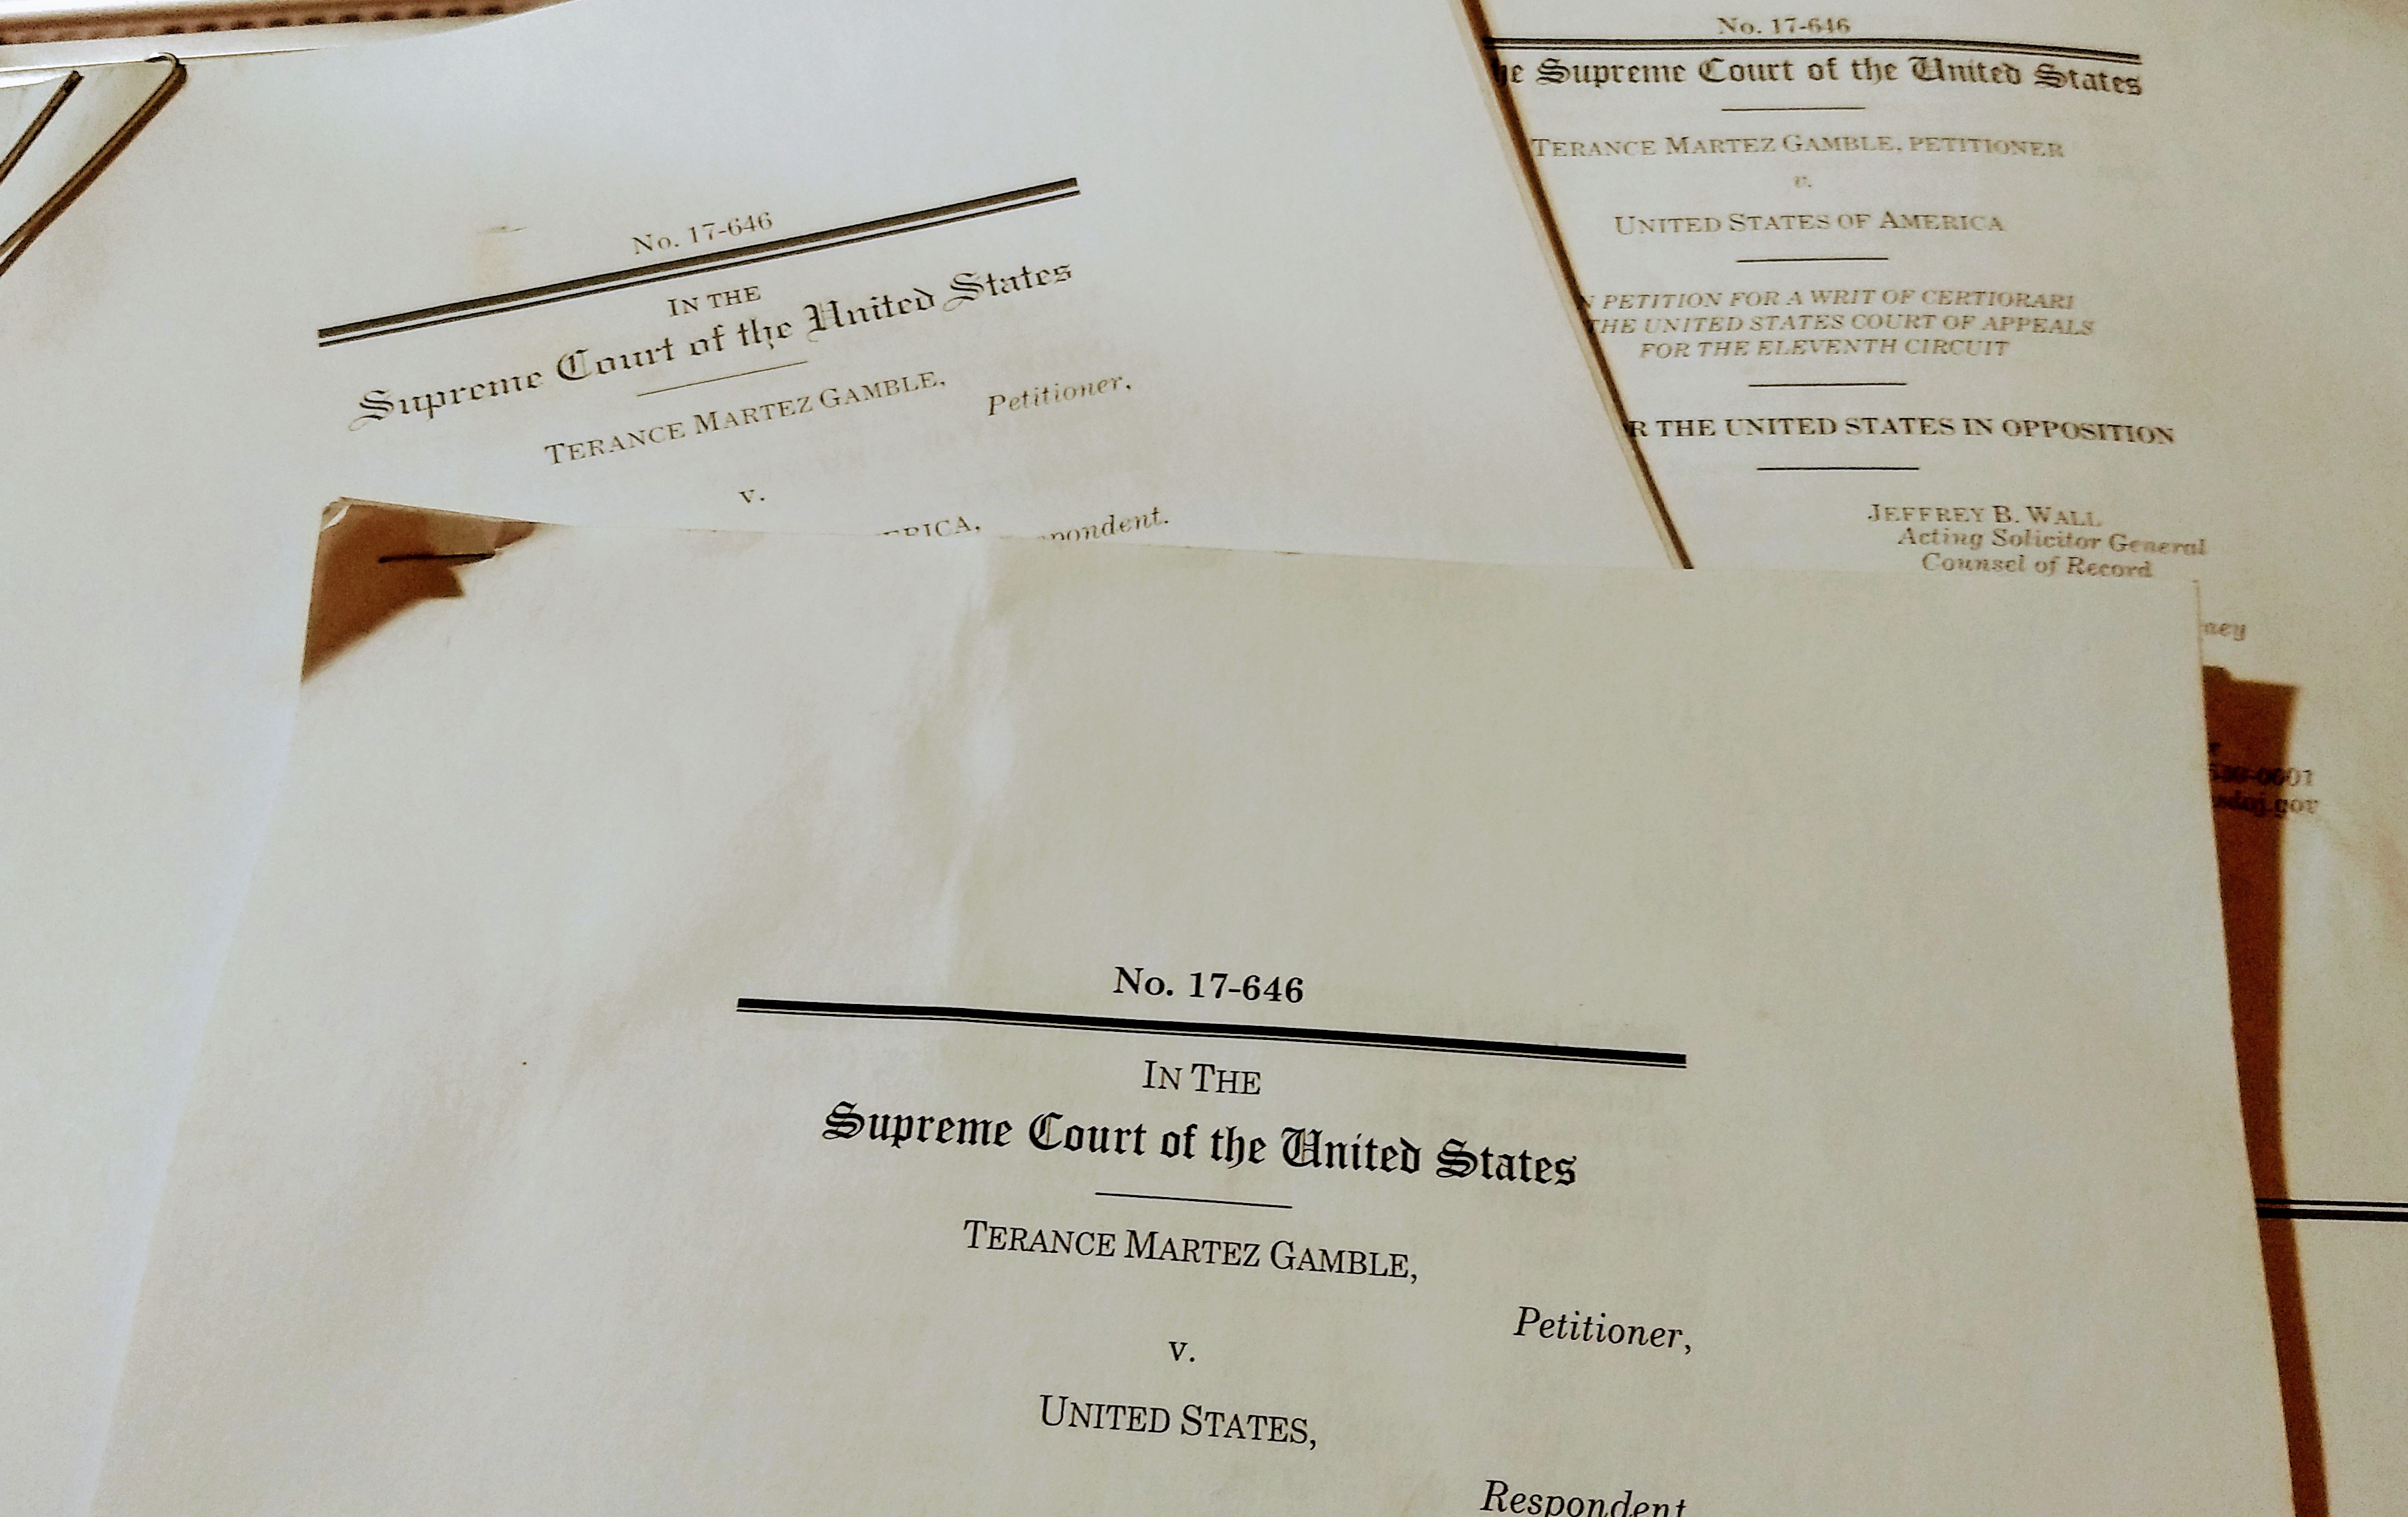 No. 17-646
IN THE
Supreme Court of the United States
TERANCE MARTEZ GAMBLE,
Petitioner,
v.
No. 17-646
Supreme Court of the United States
TERANCE MARTEZ GAMBLE, PETITIONER
v.
UNITED STATES OF AMERICA
PETITION FOR A WRIT OF CERTIORARI
THE UNITED STATES COURT OF APPEALS
FOR THE ELEVENTH CIRCUIT
THE UNITED STATES IN OPPOSITION
JEFFREY B. WALL
Acting Solicitor General
Counsel of Record
No. 17-646
IN THE
Supreme Court of the United States
TERANCE MARTEZ GAMBLE,
Petitioner,
v.
UNITED STATES,
Respondent